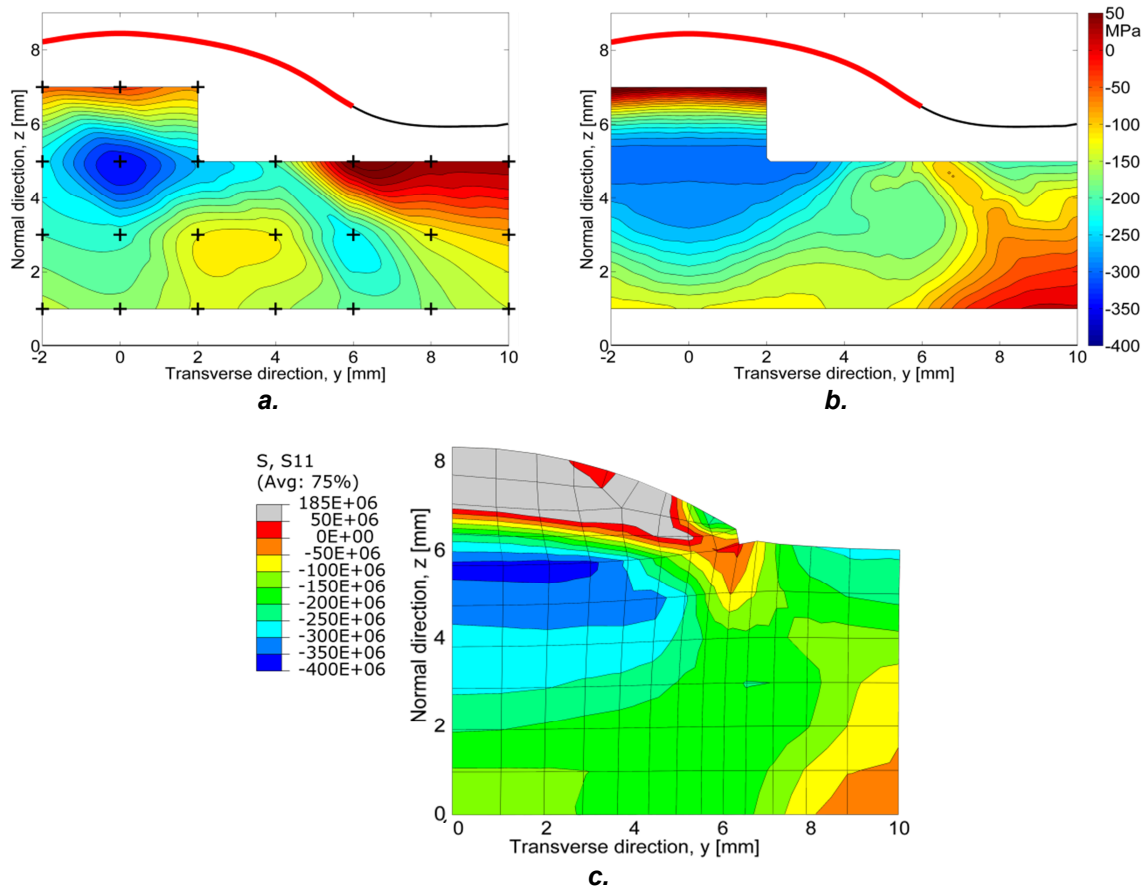 Normal direction, z [mm]
8
6
4
2
0
-2 0 2 4 6 8 10
Transverse direction, y [mm]
a.
Normal direction, z [mm]
8
6
4
2
0
-2 0 2 4 6 8 10
Transverse direction, y [mm]
b.
50
MPa
0
-50
-100
-150
-200
-250
-300
-350
-400
S, S11
(Avg: 75%)
185E+06
50E+06
0E+00
-50E+06
-100E+06
-150E+06
-200E+06
-250E+06
-300E+06
-350E+06
-400E+06
Normal direction, z [mm]
8
6
4
2
0
0 2 4 6 8 10
Transverse direction, y [mm]
c.